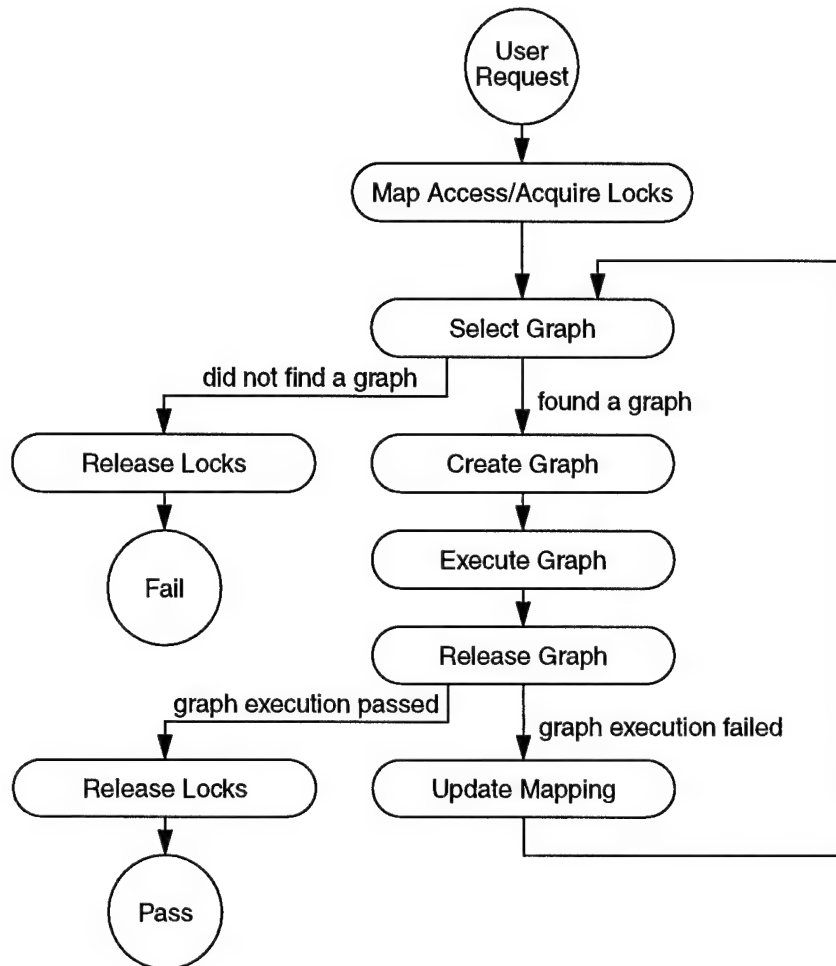 User
Request
Map Access/Acquire Locks
Select Graph
did not find a graph
found a graph
Release Locks
Create Graph
Execute Graph
Fail
Release Graph
graph execution passed
graph execution failed
Release Locks
Update Mapping
Pass